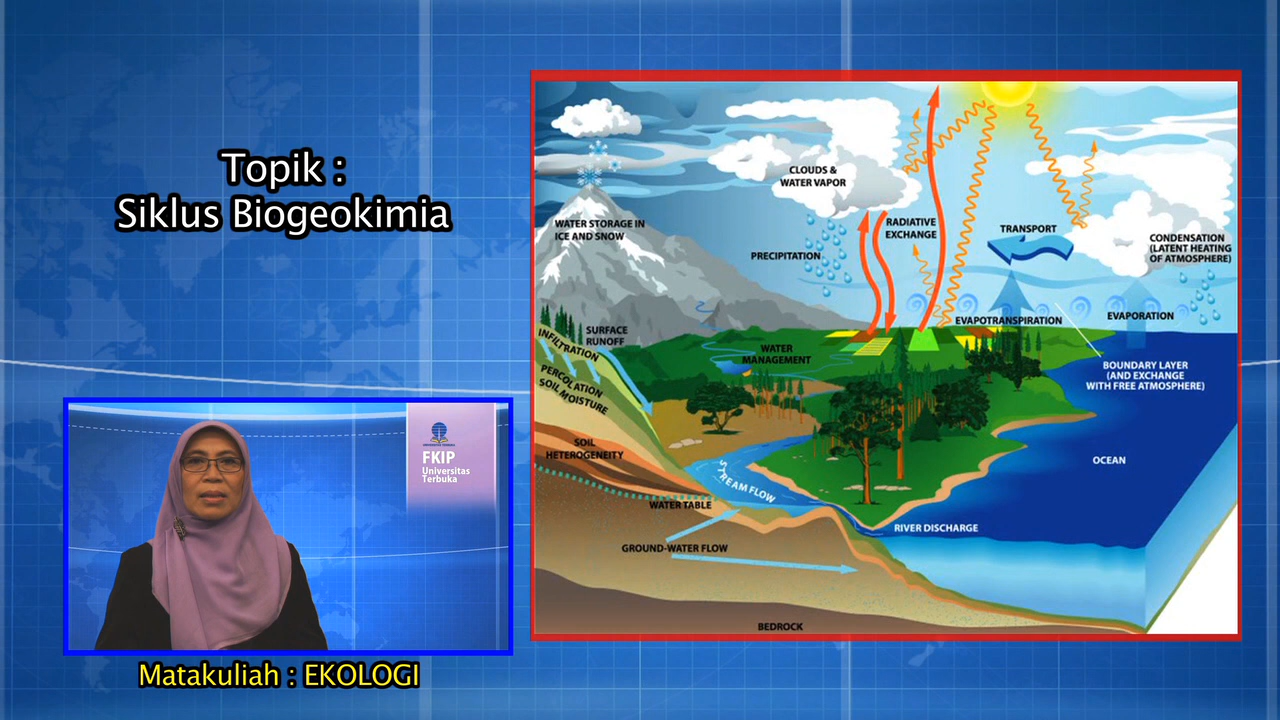 Topik :
Siklus Biogeokimia
FKIP
Universitas
Terbuka
Matakuliah : EKOLOGI
WATER STORAGE IN
ICE AND SNOW
CLOUDS &
WATER VAPOR
PRECIPITATION
RADIATIVE
EXCHANGE
TRANSPORT
CONDENSATION
(LATENT HEATING
OF ATMOSPHERE)
EVAPOTRANSPIRATION
EVAPORATION
SURFACE
RUNOFF
INFILTRATION
PERCOLATION
SOIL MOISTURE
WATER
MANAGEMENT
BOUNDARY LAYER
(AND EXCHANGE
WITH FREE ATMOSPHERE)
SOIL
HETEROGENEITY
OCEAN
STREAM FLOW
WATER TABLE
RIVER DISCHARGE
GROUND-WATER FLOW
BEDROCK